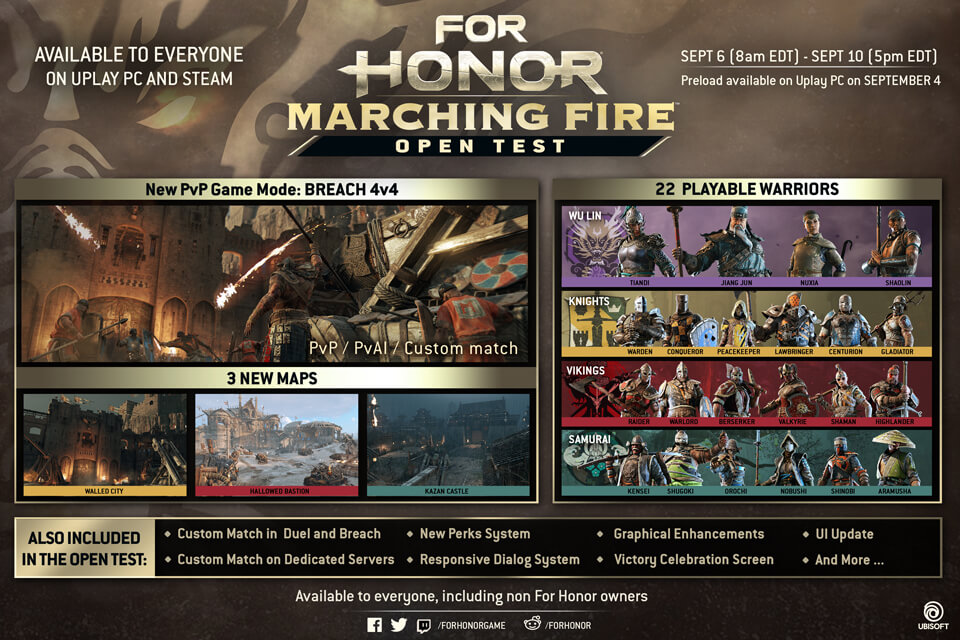 AVAILABLE TO EVERYONE
ON UPLAY PC AND STEAM
FOR
HONOR
MARCHING FIRE™
OPEN TEST
SEPT 6 (8am EDT) - SEPT 10 (5pm EDT)
Preload available on Uplay PC on SEPTEMBER 4
New PvP Game Mode: BREACH 4v4
PvP / PvAI / Custom match
3 NEW MAPS
WALLED CITY
HALLOWED BASTION
KAZAN CASTLE
22 PLAYABLE WARRIORS
WU LIN
TIANDI
JIANG JUN
NUXIA
SHAOLIN
KNIGHTS
WARDEN
CONQUEROR
PEACEKEEPER
LAWBRINGER
CENTURION
GLADIATOR
VIKINGS
RAIDER
WARLORD
BERSERKER
VALKYRIE
SHAMAN
HIGHLANDER
SAMURAI
KENSEI
SHUGOKI
OROCHI
NOBUSHI
SHINOBI
ARAMUSHA
ALSO INCLUDED
IN THE OPEN TEST:
Custom Match in Duel and Breach
Custom Match on Dedicated Servers
New Perks System
Responsive Dialog System
Graphical Enhancements
Victory Celebration Screen
UI Update
And More ...
Available to everyone, including non For Honor owners
/FORHONORGAME
/FORHONOR
UBISOFT